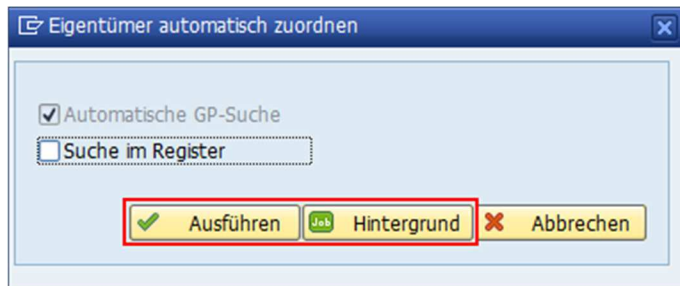 Eigentümer automatisch zuordnen
Automatische GP-Suche
Suche im Register
Ausführen Job Hintergrund Abbrechen